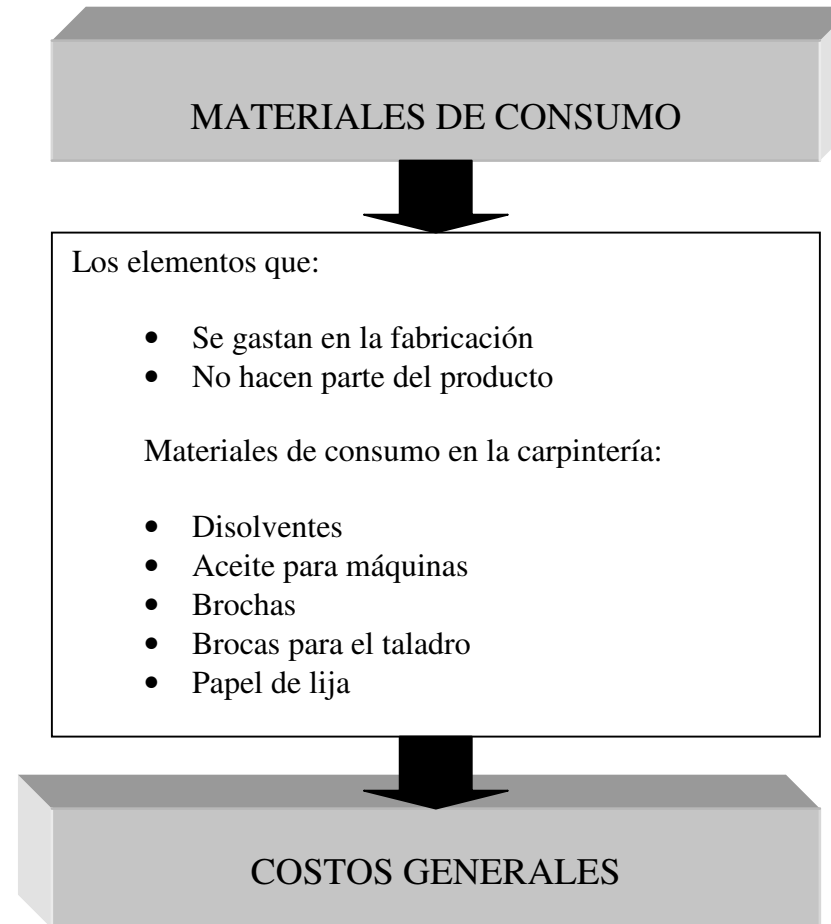 MATERIALES DE CONSUMO
Los elementos que:
• Se gastan en la fabricación
• No hacen parte del producto
Materiales de consumo en la carpintería:
• Disolventes
• Aceite para máquinas
• Brochas
• Brocas para el taladro
• Papel de lija
COSTOS GENERALES